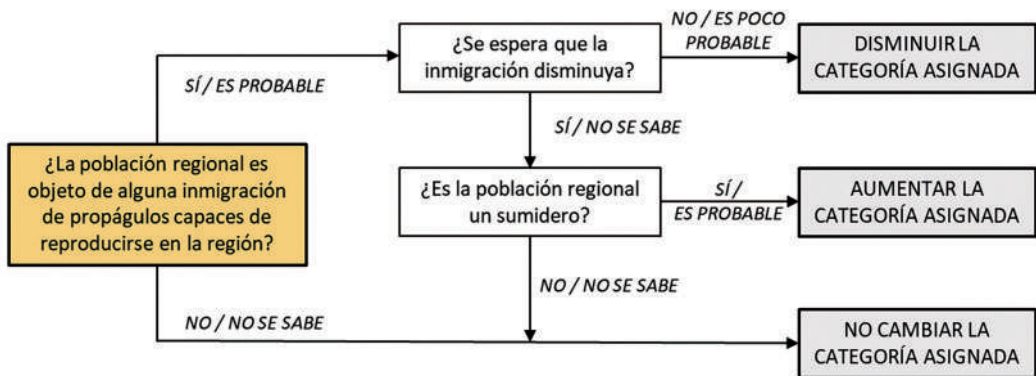 ¿La población regional es
objeto de alguna inmigración
de propágulos capaces de
reproducirse en la región?
SÍ / ES PROBABLE
¿Se espera que la
inmigración disminuya?
NO / ES POCO
PROBABLE
DISMINUIR LA
CATEGORÍA ASIGNADA
SÍ / NO SE SABE
¿Es la población regional
un sumidero?
SÍ /
ES PROBABLE
AUMENTAR LA
CATEGORÍA ASIGNADA
NO / NO SE SABE
NO / NO SE SABE
NO CAMBIAR LA
CATEGORÍA ASIGNADA